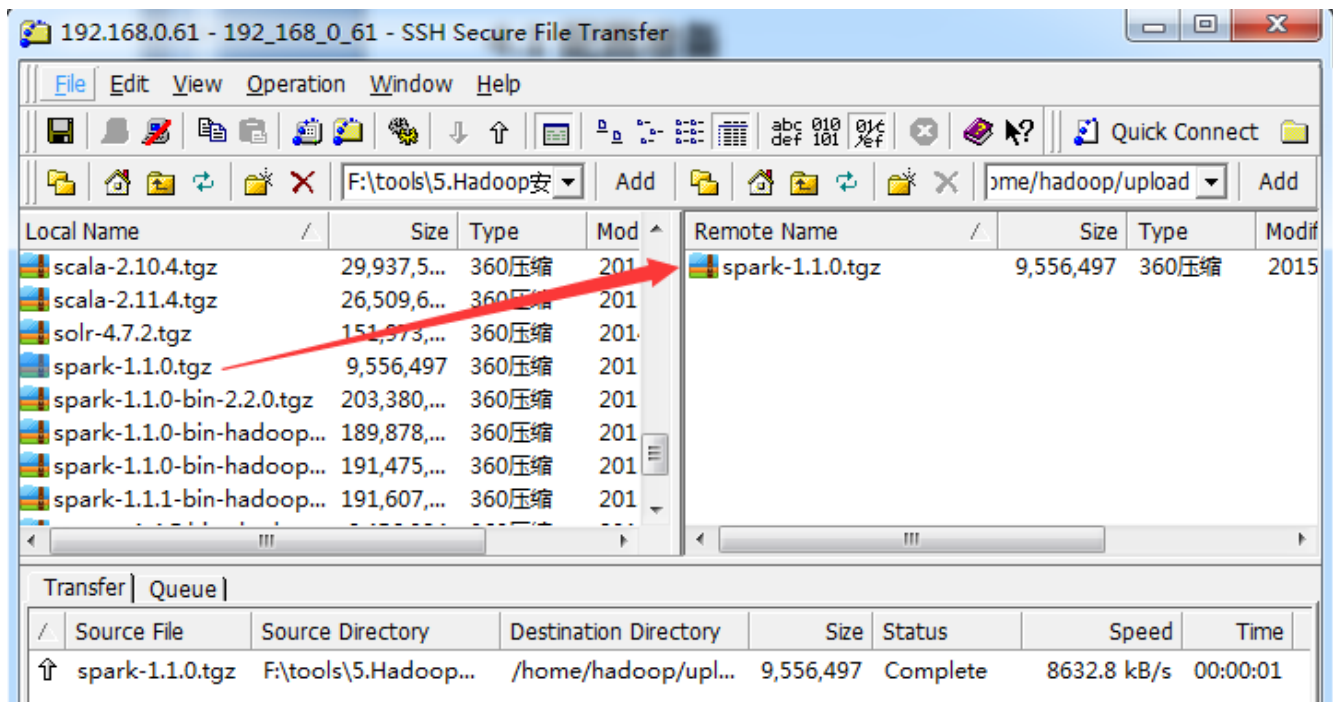 192.168.0.61 - 192_168_0_61 - SSH Secure File Transfer
File Edit View Operation Window Help
Quick Connect
F:\tools\5.Hadoop安 Add ome/hadoop/upload Add
Local Name Size Type Mod Remote Name Size Type Modif
scala-2.10.4.tgz 29,937,5... 360压缩 201 spark-1.1.0.tgz 9,556,497 360压缩 2015
scala-2.11.4.tgz 26,509,6... 360压缩 201
solr-4.7.2.tgz 151,973,... 360压缩 201
spark-1.1.0.tgz 9,556,497 360压缩 201
spark-1.1.0-bin-2.2.0.tgz 203,380,... 360压缩 201
spark-1.1.0-bin-hadoop... 189,878,... 360压缩 201
spark-1.1.0-bin-hadoop... 191,475,... 360压缩 201
spark-1.1.1-bin-hadoop... 191,607,... 360压缩 201
Transfer Queue
Source File Source Directory Destination Directory Size Status Speed Time
spark-1.1.0.tgz F:\tools\5.Hadoop... /home/hadoop/upl... 9,556,497 Complete 8632.8 kB/s 00:00:01